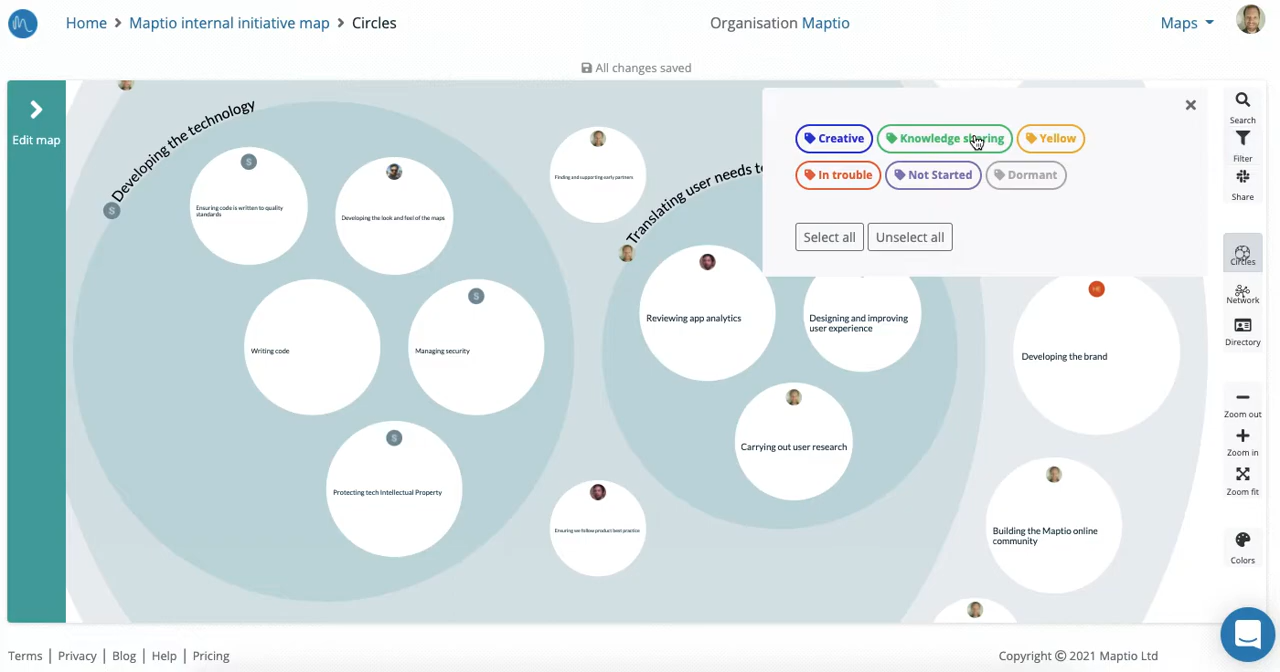 Home > Maptio internal initiative map > Circles
Organisation Maptio
Maps
All changes saved
Edit map
Developing the technology
S
S
Ensuring code is written to quality
standards
Developing the look and feel of the maps
Writing code
S
Managing security
S
Protecting tech Intellectual Property
Finding and supporting early partners
Ensuring we follow product best practice
Translating user needs to
Reviewing app analytics
Designing and improving
user experience
Carrying out user research
Developing the brand
Building the Maptio online
community
Creative
Knowledge sharing
Yellow
In trouble
Not Started
Dormant
Select all
Unselect all
Search
Filter
Share
Circles
Network
Directory
Zoom out
Zoom in
Zoom fit
Colors
Terms | Privacy | Blog | Help | Pricing
Copyright © 2021 Maptio Ltd